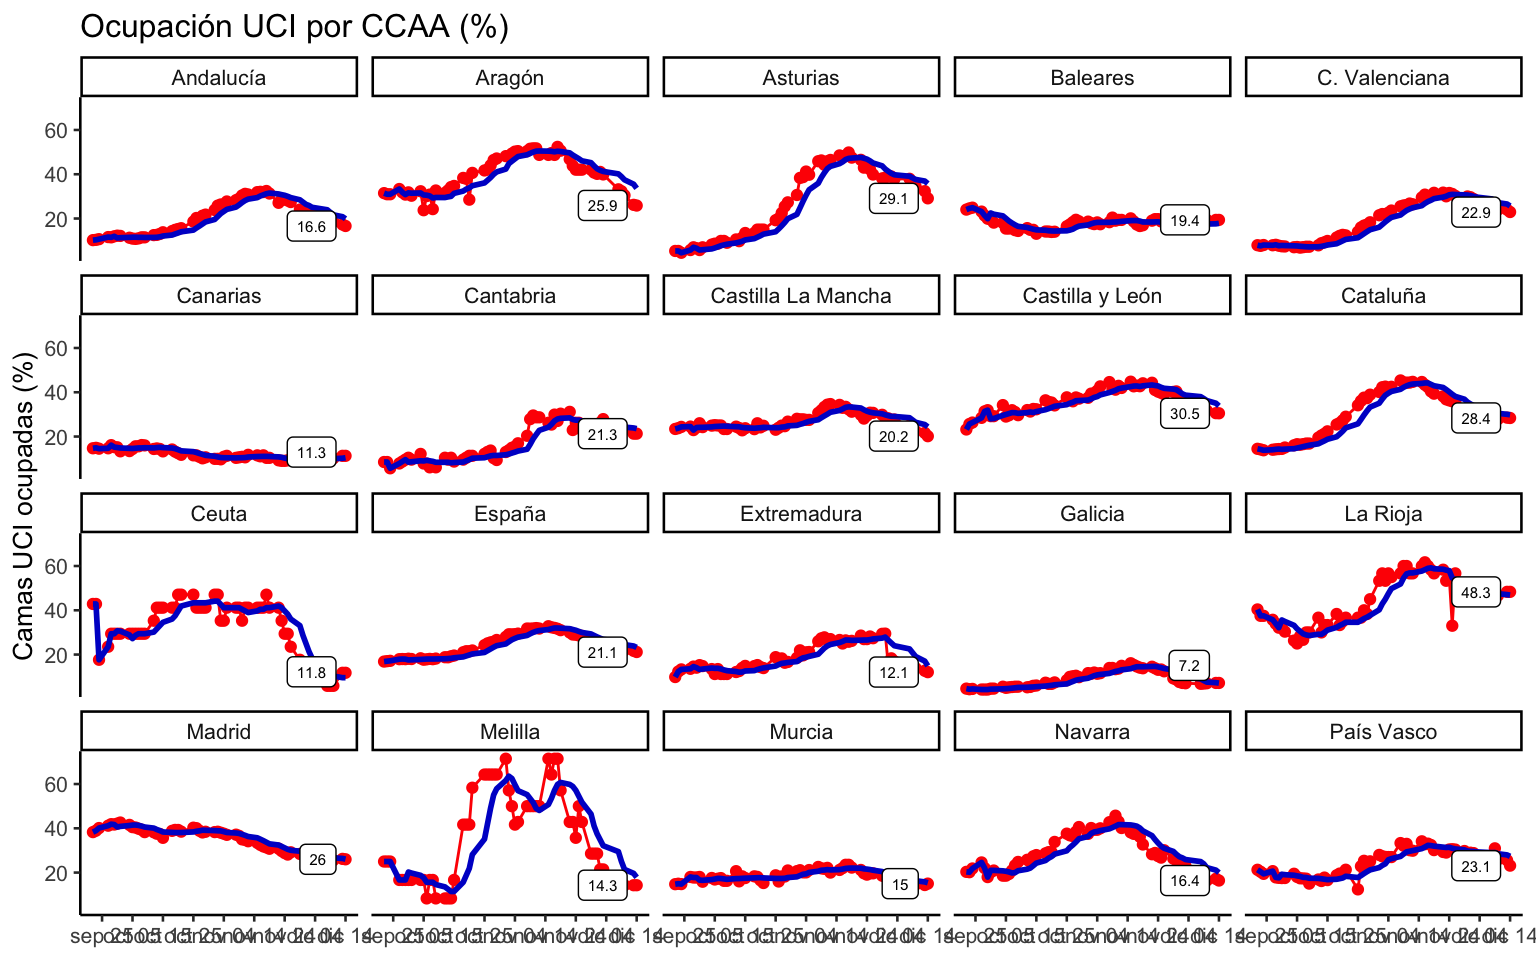 Ocupación UCI por CCAA (%)
Andalucía Aragón Asturias Baleares C. Valenciana
60
40
20
16.6 25.9 29.1 19.4 22.9
Canarias Cantabria Castilla La Mancha Castilla y León Cataluña
60
40
20
11.3 21.3 20.2 30.5 28.4
Camas UCI ocupadas (%)
Ceuta España Extremadura Galicia La Rioja
60
40
20
11.8 21.1 12.1 7.2 48.3
Madrid Melilla Murcia Navarra País Vasco
60
40
20
26 14.3 15 16.4 23.1